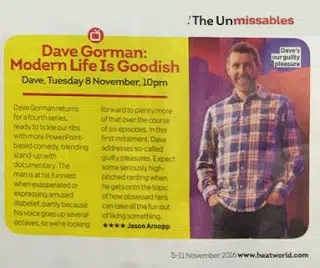 The Unmissables
Dave Gorman:
Modern Life Is Goodish
Dave, Tuesday 8 November, 10pm
Dave Gorman returns
for a fourth series,
ready to tickle our ribs
with more PowerPoint-
based comedy, blending
stand-up with
documentary. The
man is at his funniest
when exasperated or
expressing amused
disbelief, partly because
his voice goes up several
octaves, so we're looking
forward to plenty more
of that over the course
of six episodes. In this
first instalment, Dave
addresses so-called
guilty pleasures. Expect
some seriously high-
pitched ranting when
he gets onto the topic
of how obsessed fans
can take all the fun out
of liking something.
★★★★ Jason Arnopp
Dave's
our guilty
pleasure
5-11 November 2016 www.heatworld.com